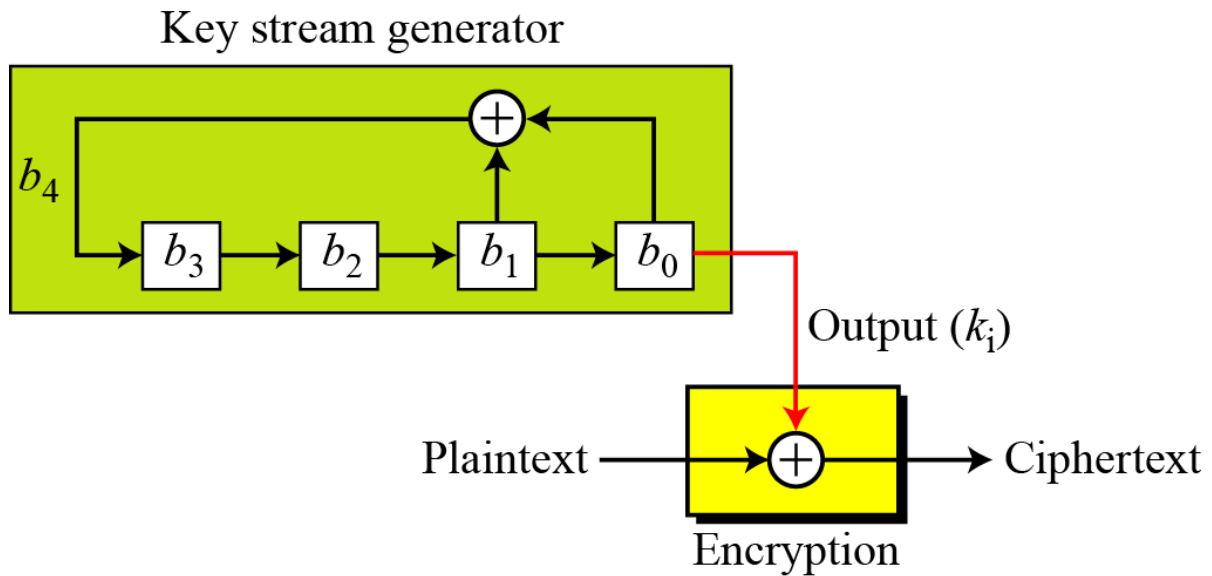 Key stream generator
b₄
b₃ b₂ b₁ b₀
Output (kᵢ)
Plaintext Ciphertext
Encryption